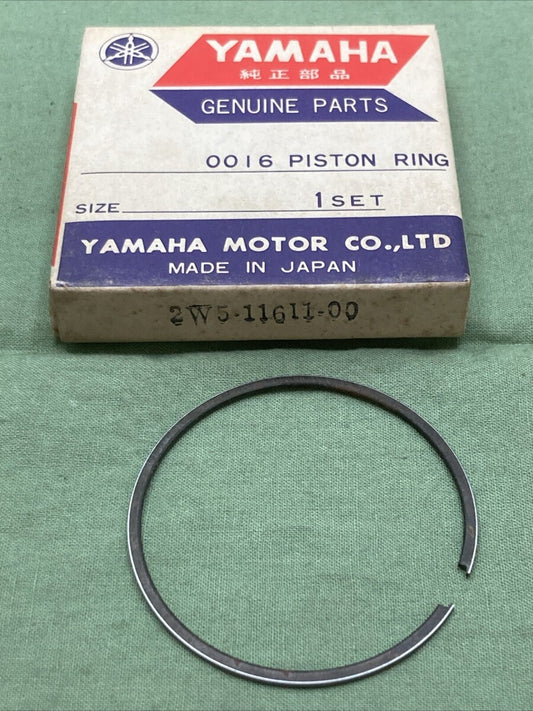 YAMAHA
純正部品
GENUINE PARTS
0016 PISTON RING
SIZE 1 SET
YAMAHA MOTOR CO.,LTD
MADE IN JAPAN
2W5-11611-00